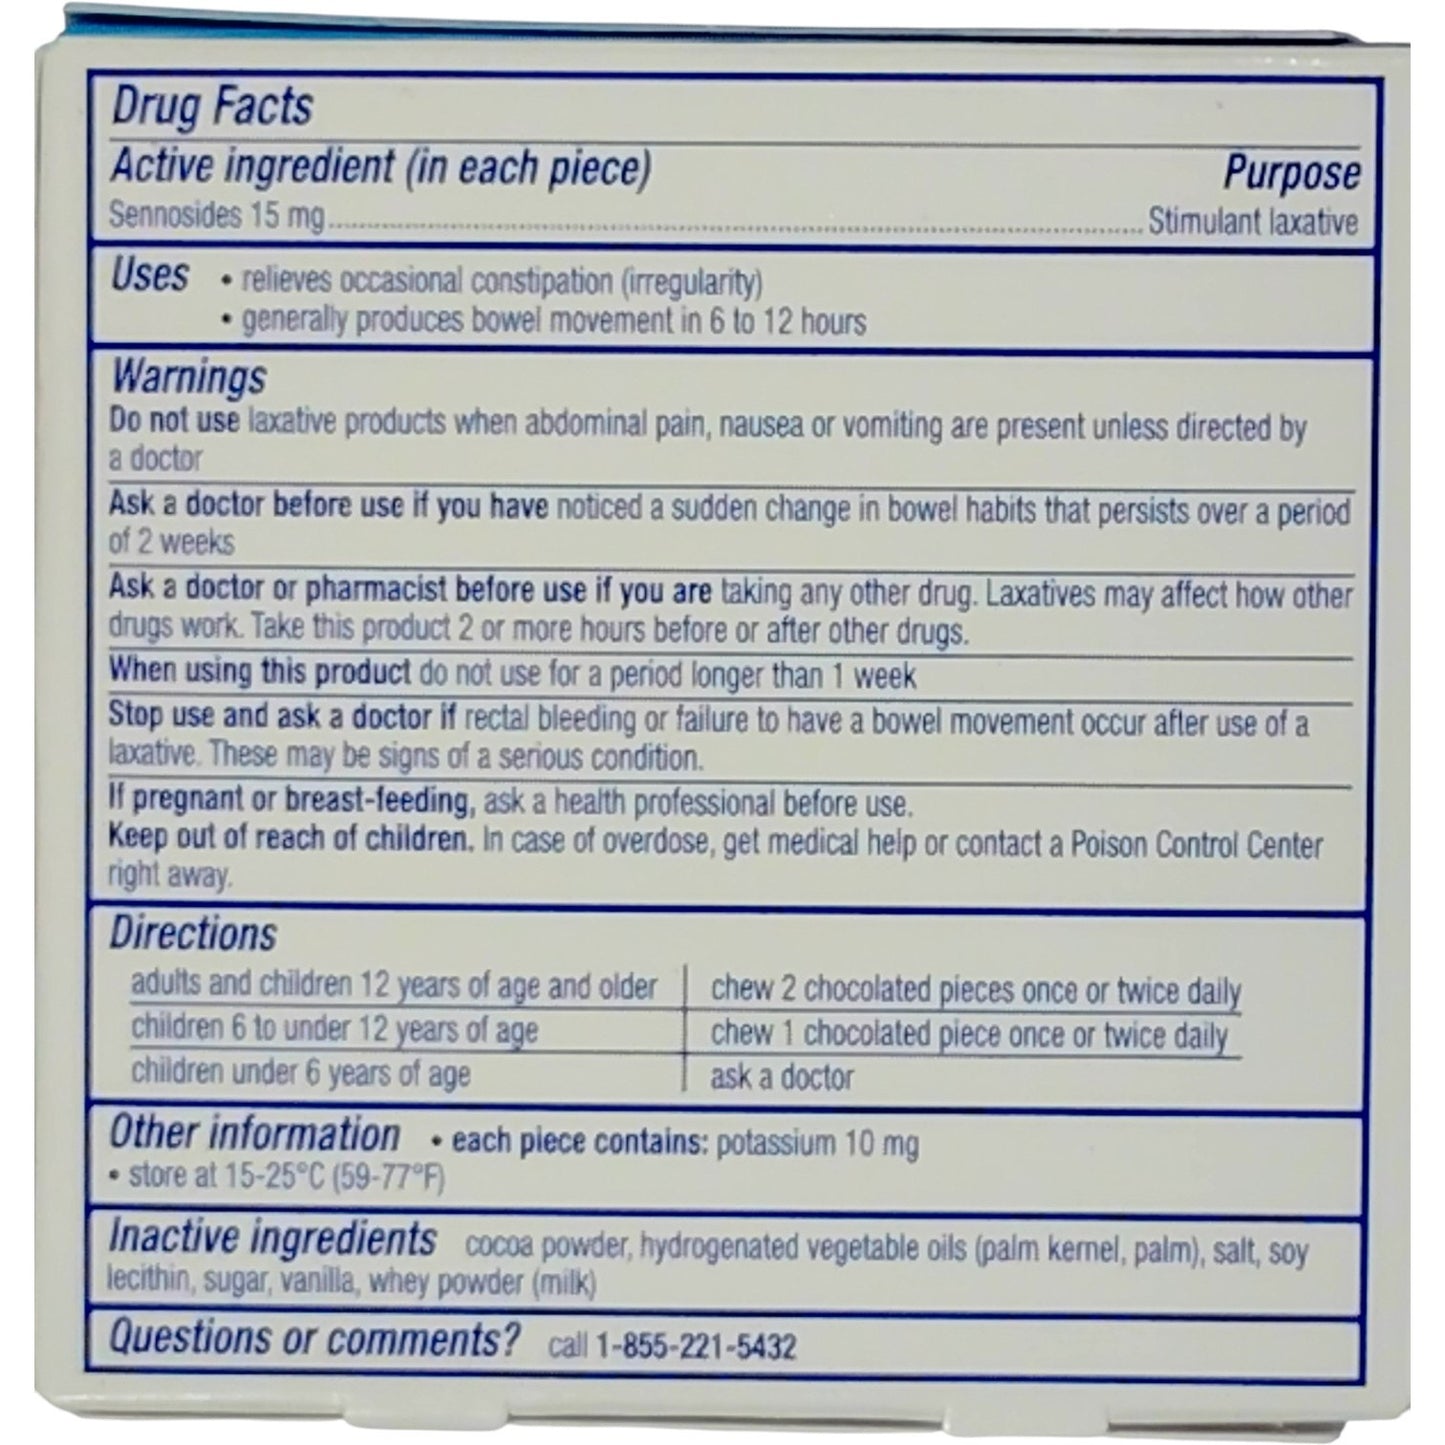 Drug Facts
Active ingredient (in each piece) Purpose
Sennosides 15 mg........................................................................................................ Stimulant laxative
Uses • relieves occasional constipation (irregularity)
• generally produces bowel movement in 6 to 12 hours
Warnings
Do not use laxative products when abdominal pain, nausea or vomiting are present unless directed by
a doctor
Ask a doctor before use if you have noticed a sudden change in bowel habits that persists over a period
of 2 weeks
Ask a doctor or pharmacist before use if you are taking any other drug. Laxatives may affect how other
drugs work. Take this product 2 or more hours before or after other drugs.
When using this product do not use for a period longer than 1 week
Stop use and ask a doctor if rectal bleeding or failure to have a bowel movement occur after use of a
laxative. These may be signs of a serious condition.
If pregnant or breast-feeding, ask a health professional before use.
Keep out of reach of children. In case of overdose, get medical help or contact a Poison Control Center
right away.
Directions
adults and children 12 years of age and older chew 2 chocolated pieces once or twice daily
children 6 to under 12 years of age chew 1 chocolated piece once or twice daily
children under 6 years of age ask a doctor
Other information • each piece contains: potassium 10 mg
• store at 15-25°C (59-77°F)
Inactive ingredients cocoa powder, hydrogenated vegetable oils (palm kernel, palm), salt, soy
lecithin, sugar, vanilla, whey powder (milk)
Questions or comments? call 1-855-221-5432